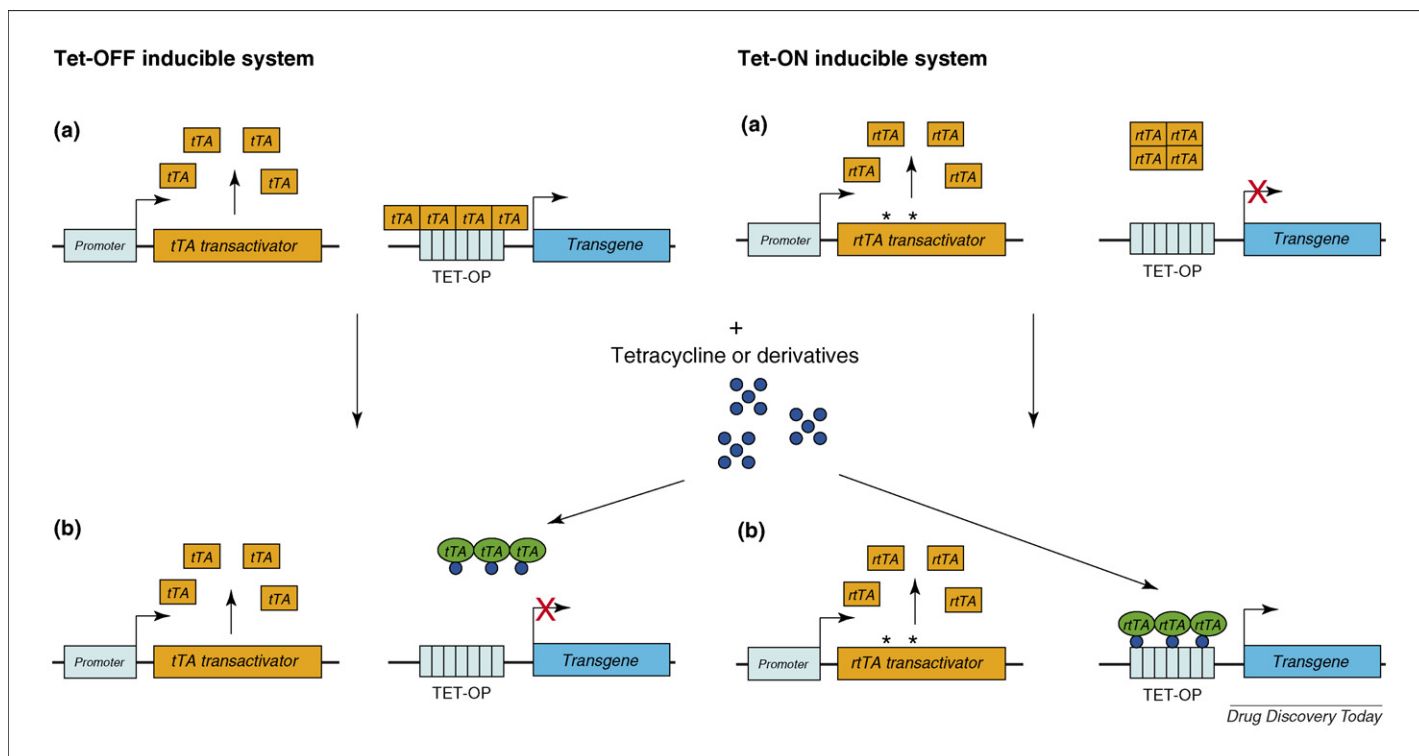 Tet-OFF inducible system
(a)
tTA tTA
tTA tTA
Promoter tTA transactivator
tTA tTA tTA tTA
Transgene
TET-OP
Tet-ON inducible system
(a)
rtTA rtTA
rtTA rtTA
* *
Promoter rtTA transactivator
rtTA rtTA
rtTA rtTA
X
Transgene
TET-OP
+
Tetracycline or derivatives
(b)
tTA tTA
tTA tTA
Promoter tTA transactivator
tTA tTA tTA
X
Transgene
TET-OP
(b)
rtTA rtTA
rtTA rtTA
* *
Promoter rtTA transactivator
rtTA rtTA rtTA
Transgene
TET-OP
Drug Discovery Today